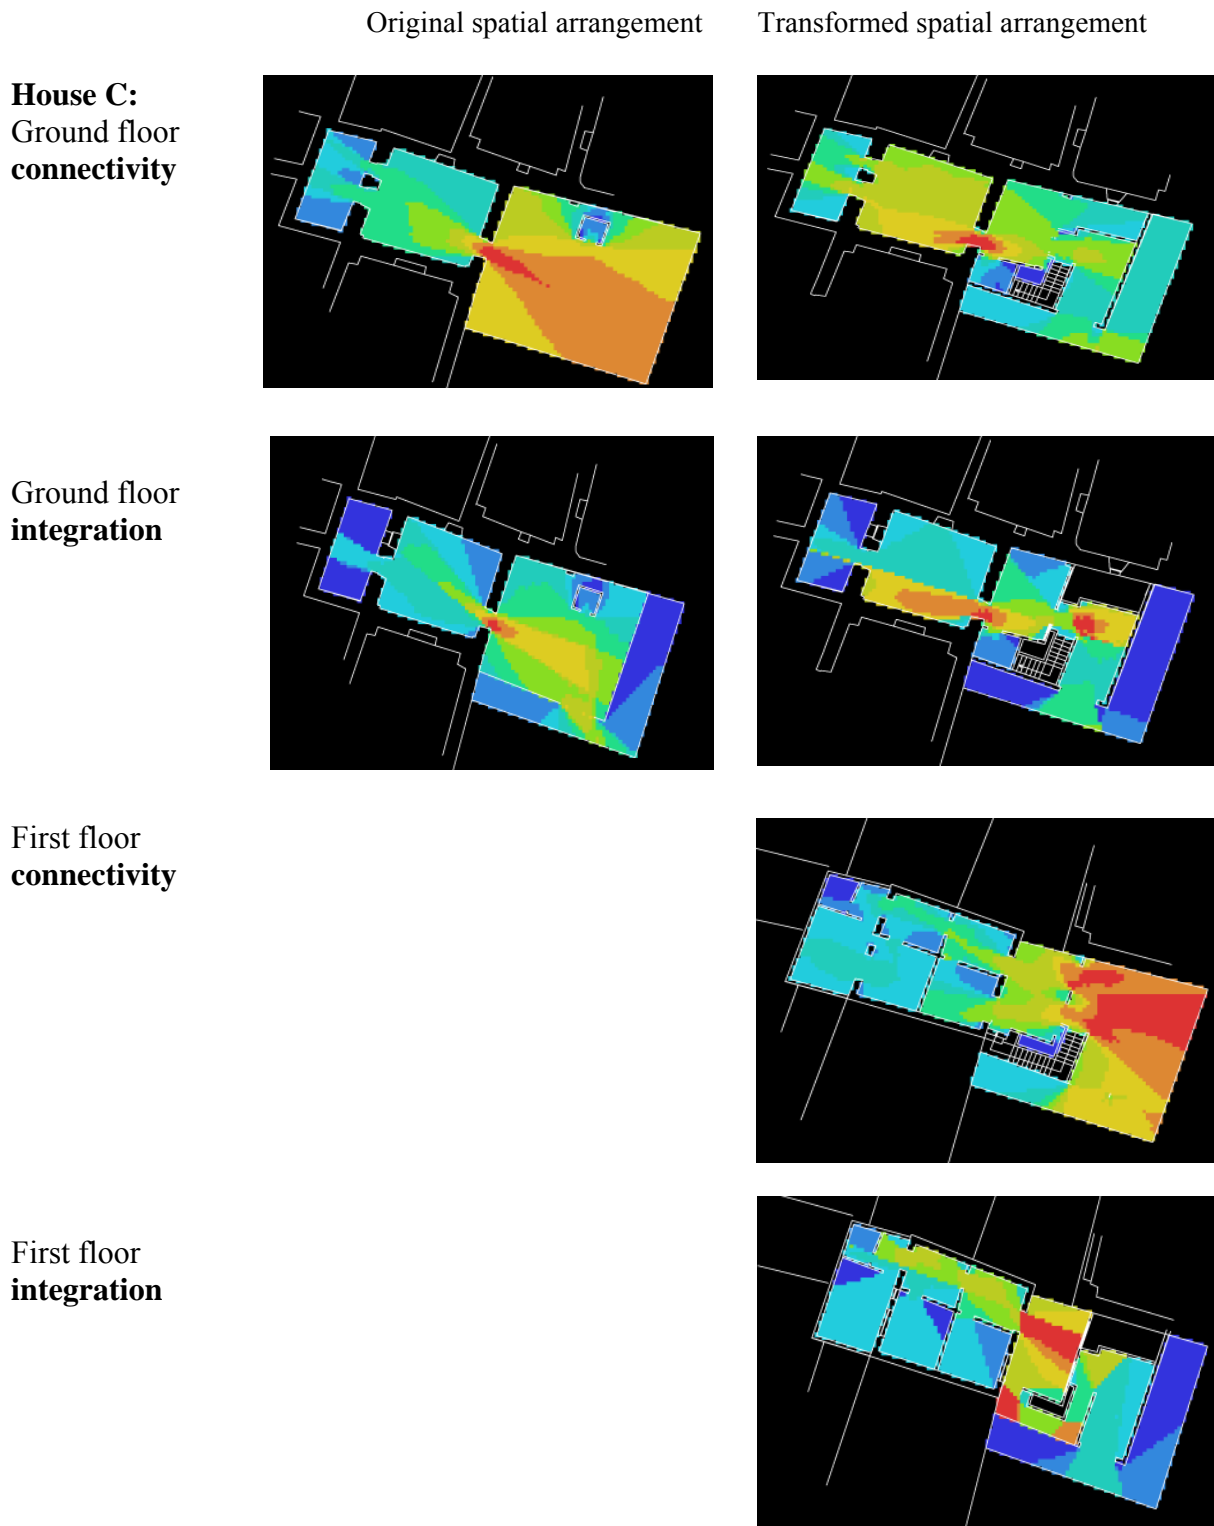 Original spatial arrangement
Transformed spatial arrangement
House C:
Ground floor
connectivity
Ground floor
integration
First floor
connectivity
First floor
integration